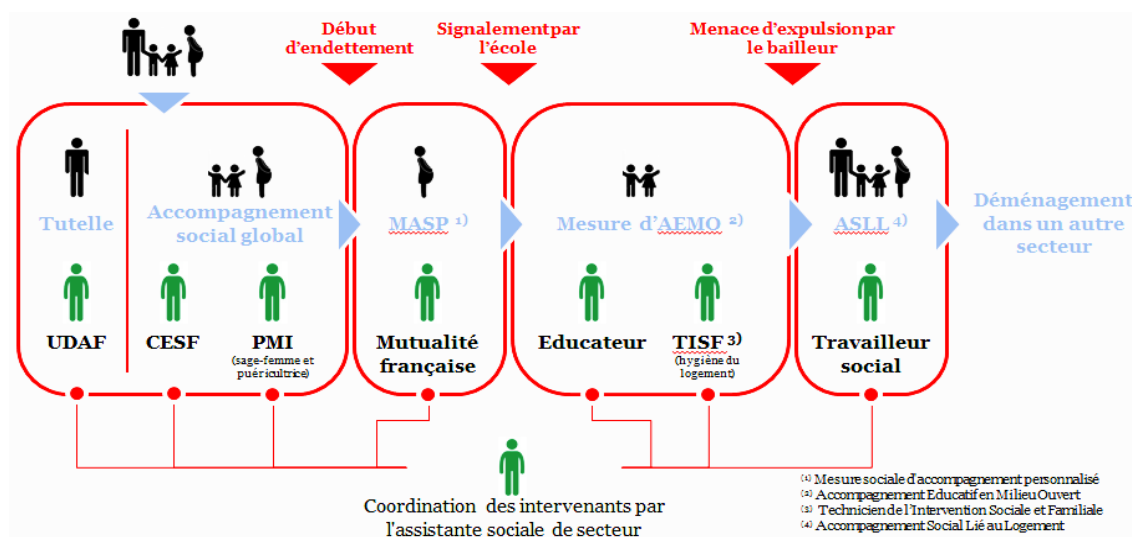 Début
d'endettement
Signalement par
l'école
Menace d'expulsion par
le bailleur
Tutelle
Accompagnement
social global
MASP ¹⁾
Mesure d'AEMO ²⁾
ASLL ⁴⁾
Déménagement
dans un autre
secteur
UDAF
CESF
PMI
(sage-femme et
puéricultrice)
Mutualité
française
Educateur
TISF ³⁾
(hygiène du
logement)
Travailleur
social
Coordination des intervenants par
l'assistante sociale de secteur
⁽¹⁾ Mesure sociale d'accompagnement personnalisé
⁽²⁾ Accompagnement Educatif en Milieu Ouvert
⁽³⁾ Technicien de l'Intervention Sociale et Familiale
⁽⁴⁾ Accompagnement Social Lié au Logement